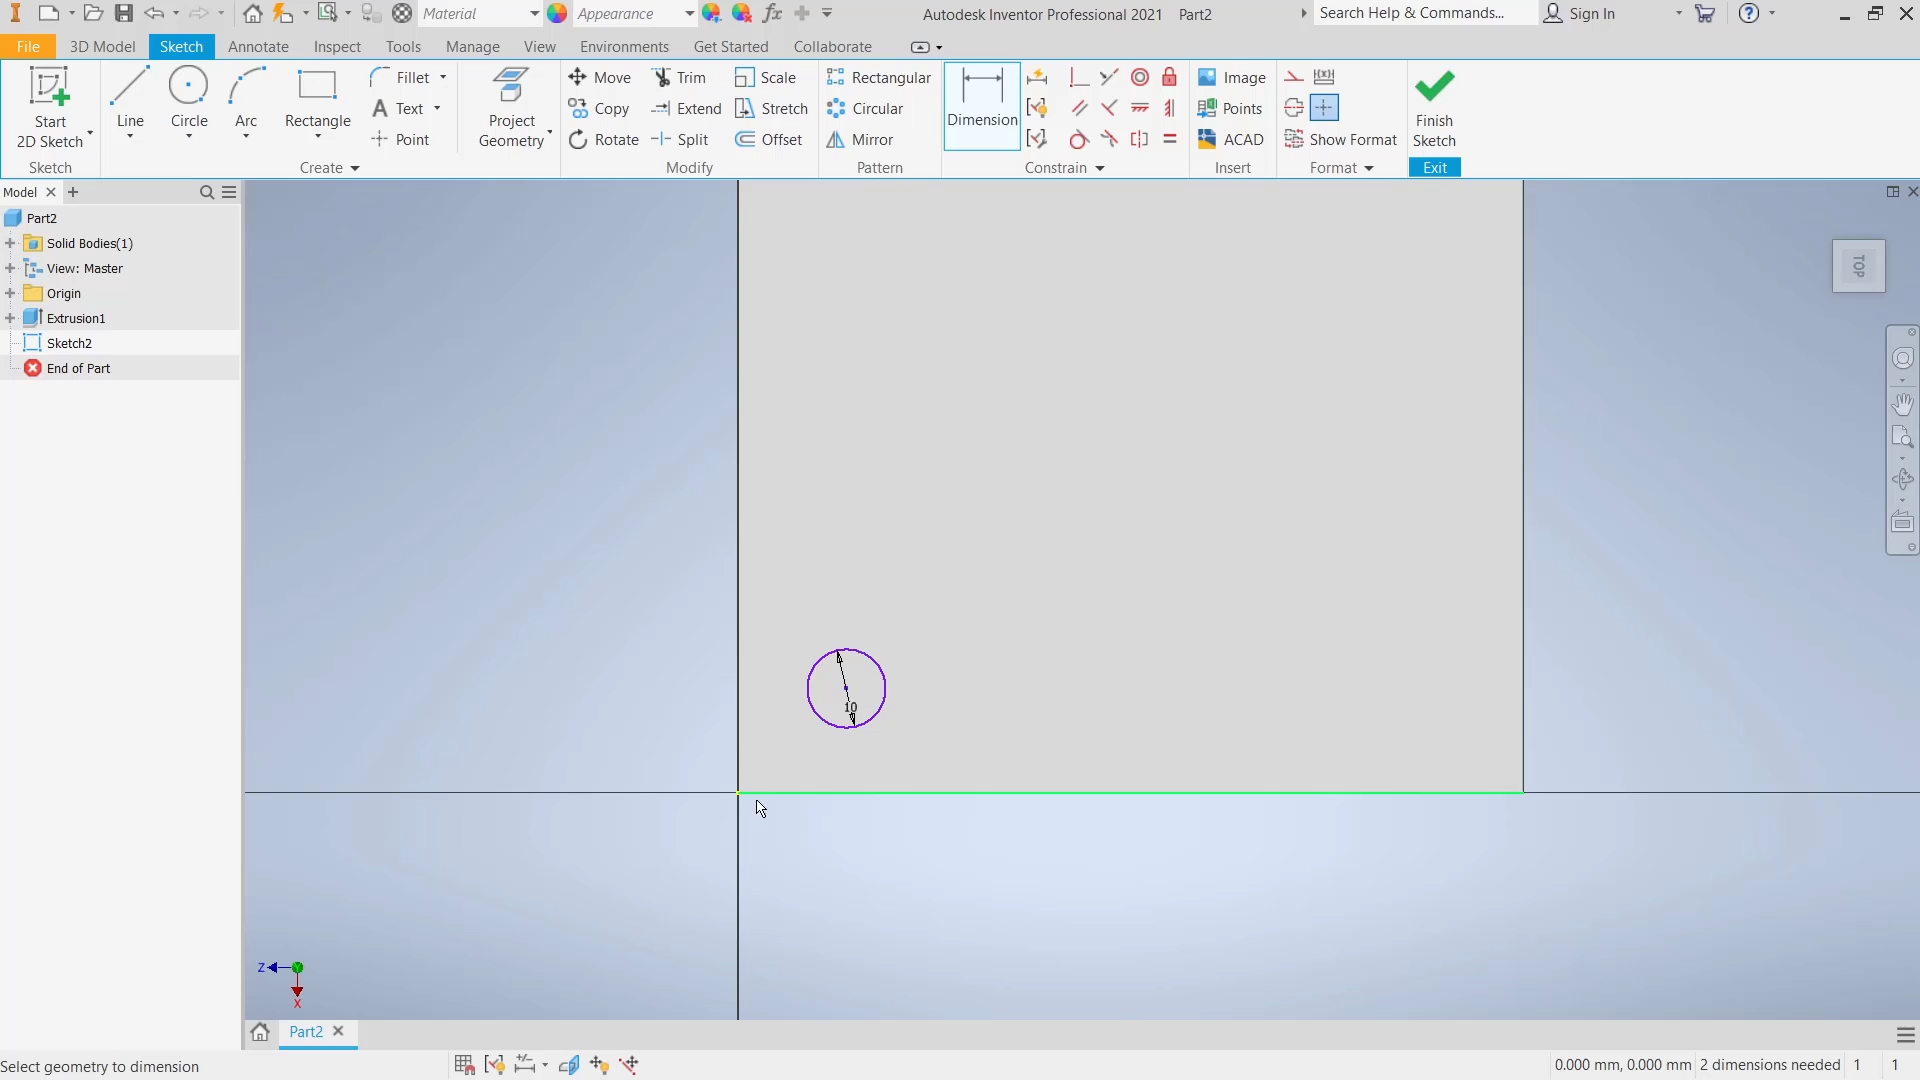 Material
Appearance
Autodesk Inventor Professional 2021 Part2
Search Help & Commands...
Sign In
File
3D Model
Sketch
Annotate
Inspect
Tools
Manage
View
Environments
Get Started
Collaborate
Start
2D Sketch
Line
Circle
Arc
Rectangle
Fillet
Text
Point
Project
Geometry
Move
Copy
Rotate
Trim
Extend
Split
Scale
Stretch
Offset
Rectangular
Circular
Mirror
Dimension
Image
Points
ACAD
Show Format
Finish
Sketch
Sketch
Create
Modify
Pattern
Constrain
Insert
Format
Exit
Model
Part2
Solid Bodies(1)
View: Master
Origin
Extrusion1
Sketch2
End of Part
TOP
10
Z
X
Part2
Select geometry to dimension
0.000 mm, 0.000 mm
2 dimensions needed
1
1